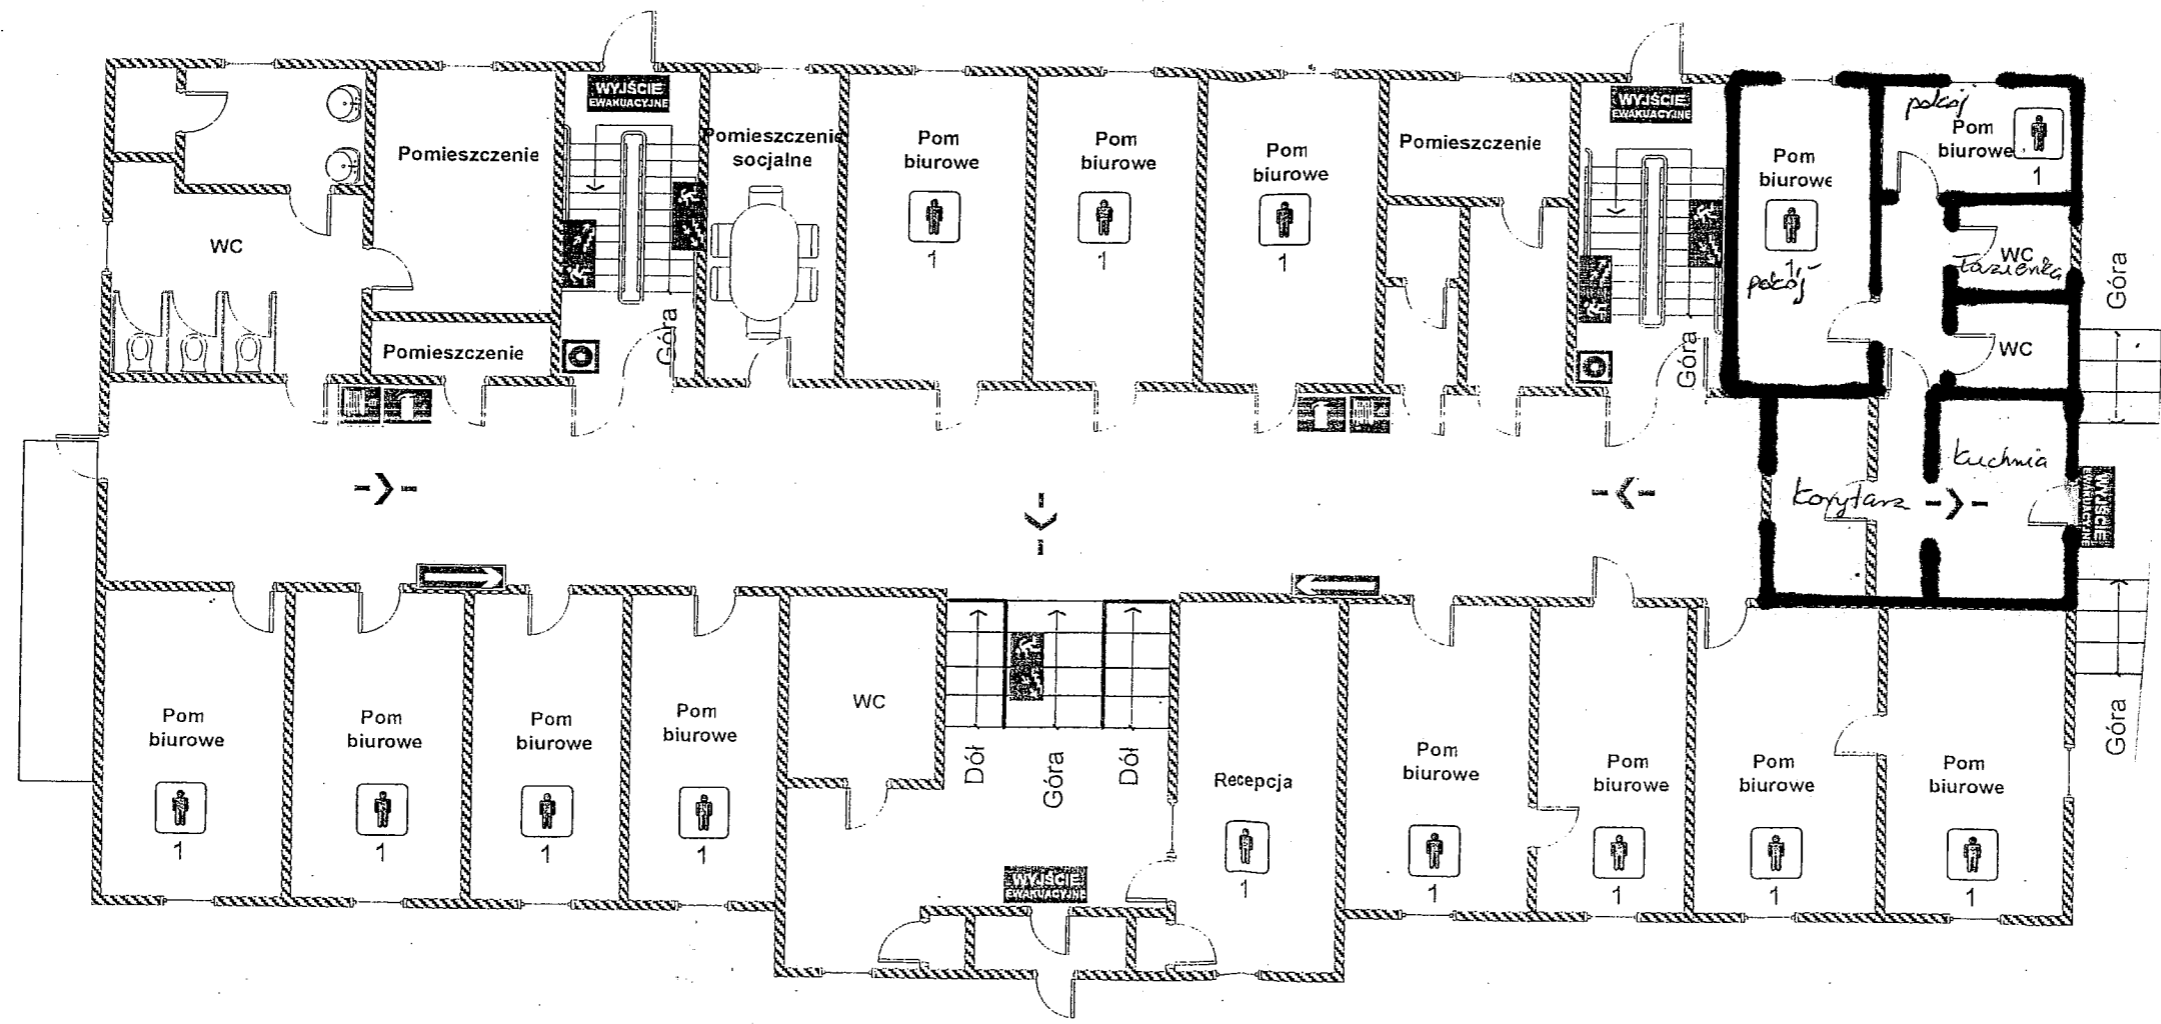 WYJŚCIE
EWAKUACYJNE
WYJŚCIE
EWAKUACYJNE
pokój
Pom
biurowe
1
Pomieszczenie
Pomieszczenie
socjalne
Pom
biurowe
1
Pom
biurowe
1
Pom
biurowe
1
Pomieszczenie
Pom
biurowe
1
pokój
WC
WC
łazienka
Góra
Pomieszczenie
Góra
Góra
WC
kuchnia
korytarz
WYJŚCIE
EWAKUACYJNE
Pom
biurowe
1
Pom
biurowe
1
Pom
biurowe
1
Pom
biurowe
1
WC
Dół
Góra
Dół
Recepcja
1
Pom
biurowe
1
Pom
biurowe
1
Pom
biurowe
1
Pom
biurowe
1
Góra
WYJŚCIE
EWAKUACYJNE